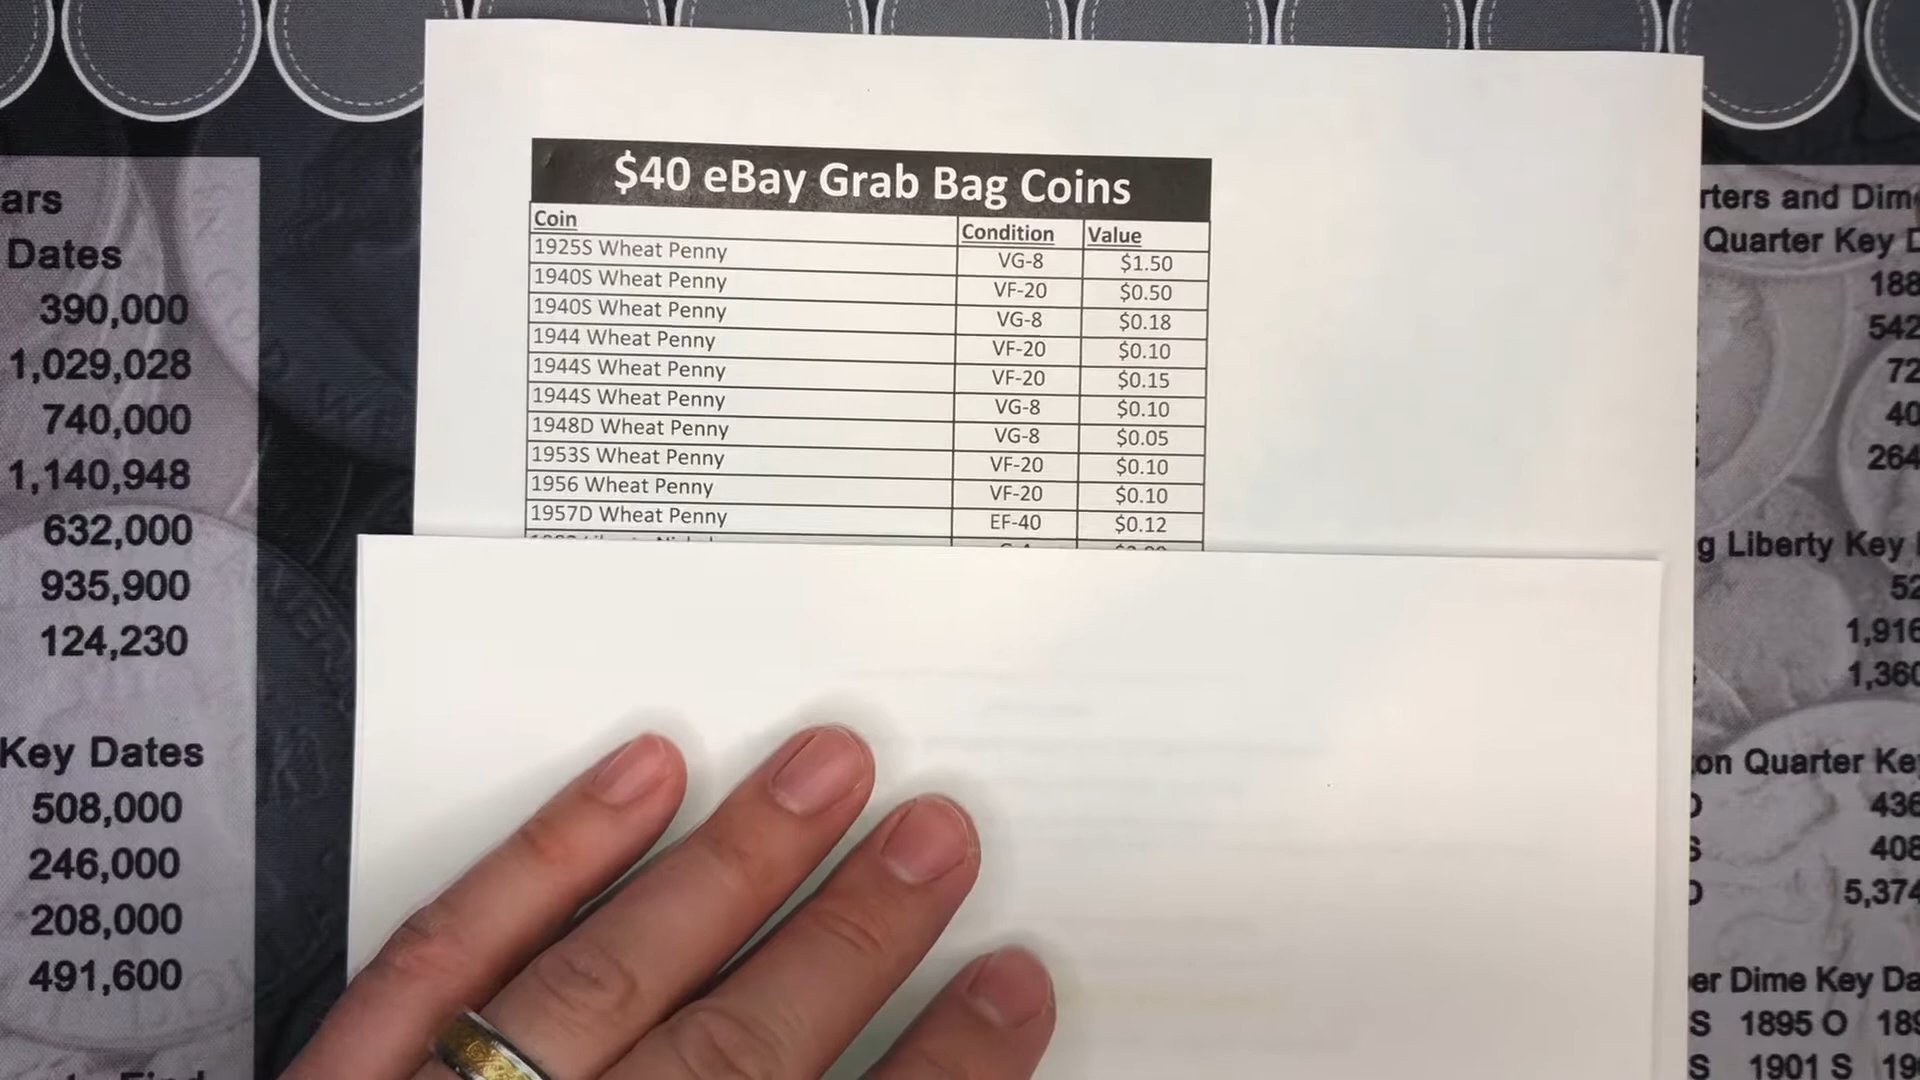 $40 eBay Grab Bag Coins
Coin Condition Value
1925S Wheat Penny VG-8 $1.50
1940S Wheat Penny VF-20 $0.50
1940S Wheat Penny VG-8 $0.18
1944 Wheat Penny VF-20 $0.10
1944S Wheat Penny VF-20 $0.15
1944S Wheat Penny VG-8 $0.10
1948D Wheat Penny VG-8 $0.05
1953S Wheat Penny VF-20 $0.10
1956 Wheat Penny VF-20 $0.10
1957D Wheat Penny EF-40 $0.12
ars
Dates
390,000
1,029,028
740,000
1,140,948
632,000
935,900
124,230
Key Dates
508,000
246,000
208,000
491,600
rters and Dim
Quarter Key D
188
542
72
40
264
g Liberty Key
52
1,916
1,360
on Quarter Ke
436
S 408
5,374
er Dime Key Da
S 1895 O 189
S 1901 S 19